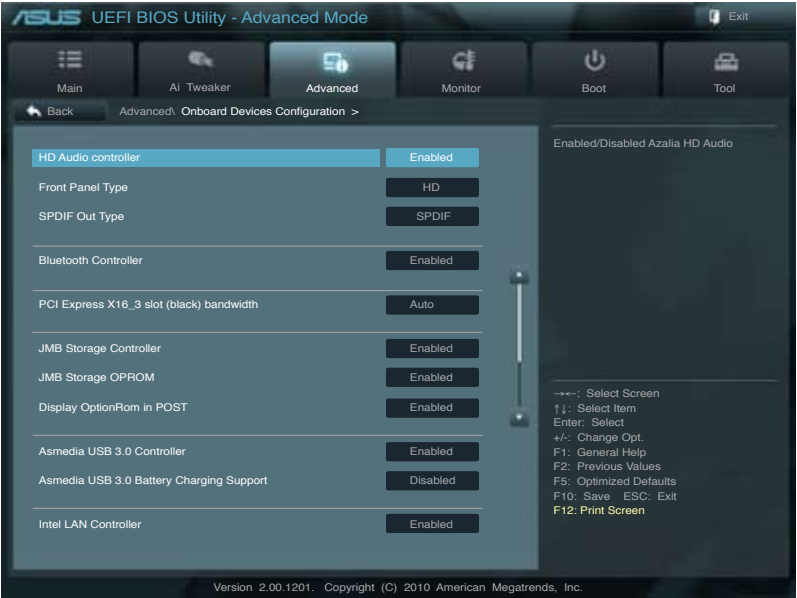 ASUS UEFI BIOS Utility - Advanced Mode
Exit
Main
Ai Tweaker
Advanced
Monitor
Boot
Tool
Back
Advanced\ Onboard Devices Configuration >
HD Audio controller Enabled
Front Panel Type HD
SPDIF Out Type SPDIF
Bluetooth Controller Enabled
PCI Express X16_3 slot (black) bandwidth Auto
JMB Storage Controller Enabled
JMB Storage OPROM Enabled
Display OptionRom in POST Enabled
Asmedia USB 3.0 Controller Enabled
Asmedia USB 3.0 Battery Charging Support Disabled
Intel LAN Controller Enabled
Enabled/Disabled Azalia HD Audio
→←: Select Screen
↑↓: Select Item
Enter: Select
+/-: Change Opt.
F1: General Help
F2: Previous Values
F5: Optimized Defaults
F10: Save ESC: Exit
F12: Print Screen
Version 2.00.1201. Copyright (C) 2010 American Megatrends, Inc.